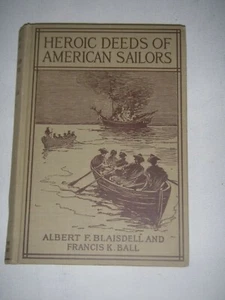 HEROIC DEEDS OF
AMERICAN SAILORS
ALBERT F. BLAISDELL AND
FRANCIS K. BALL